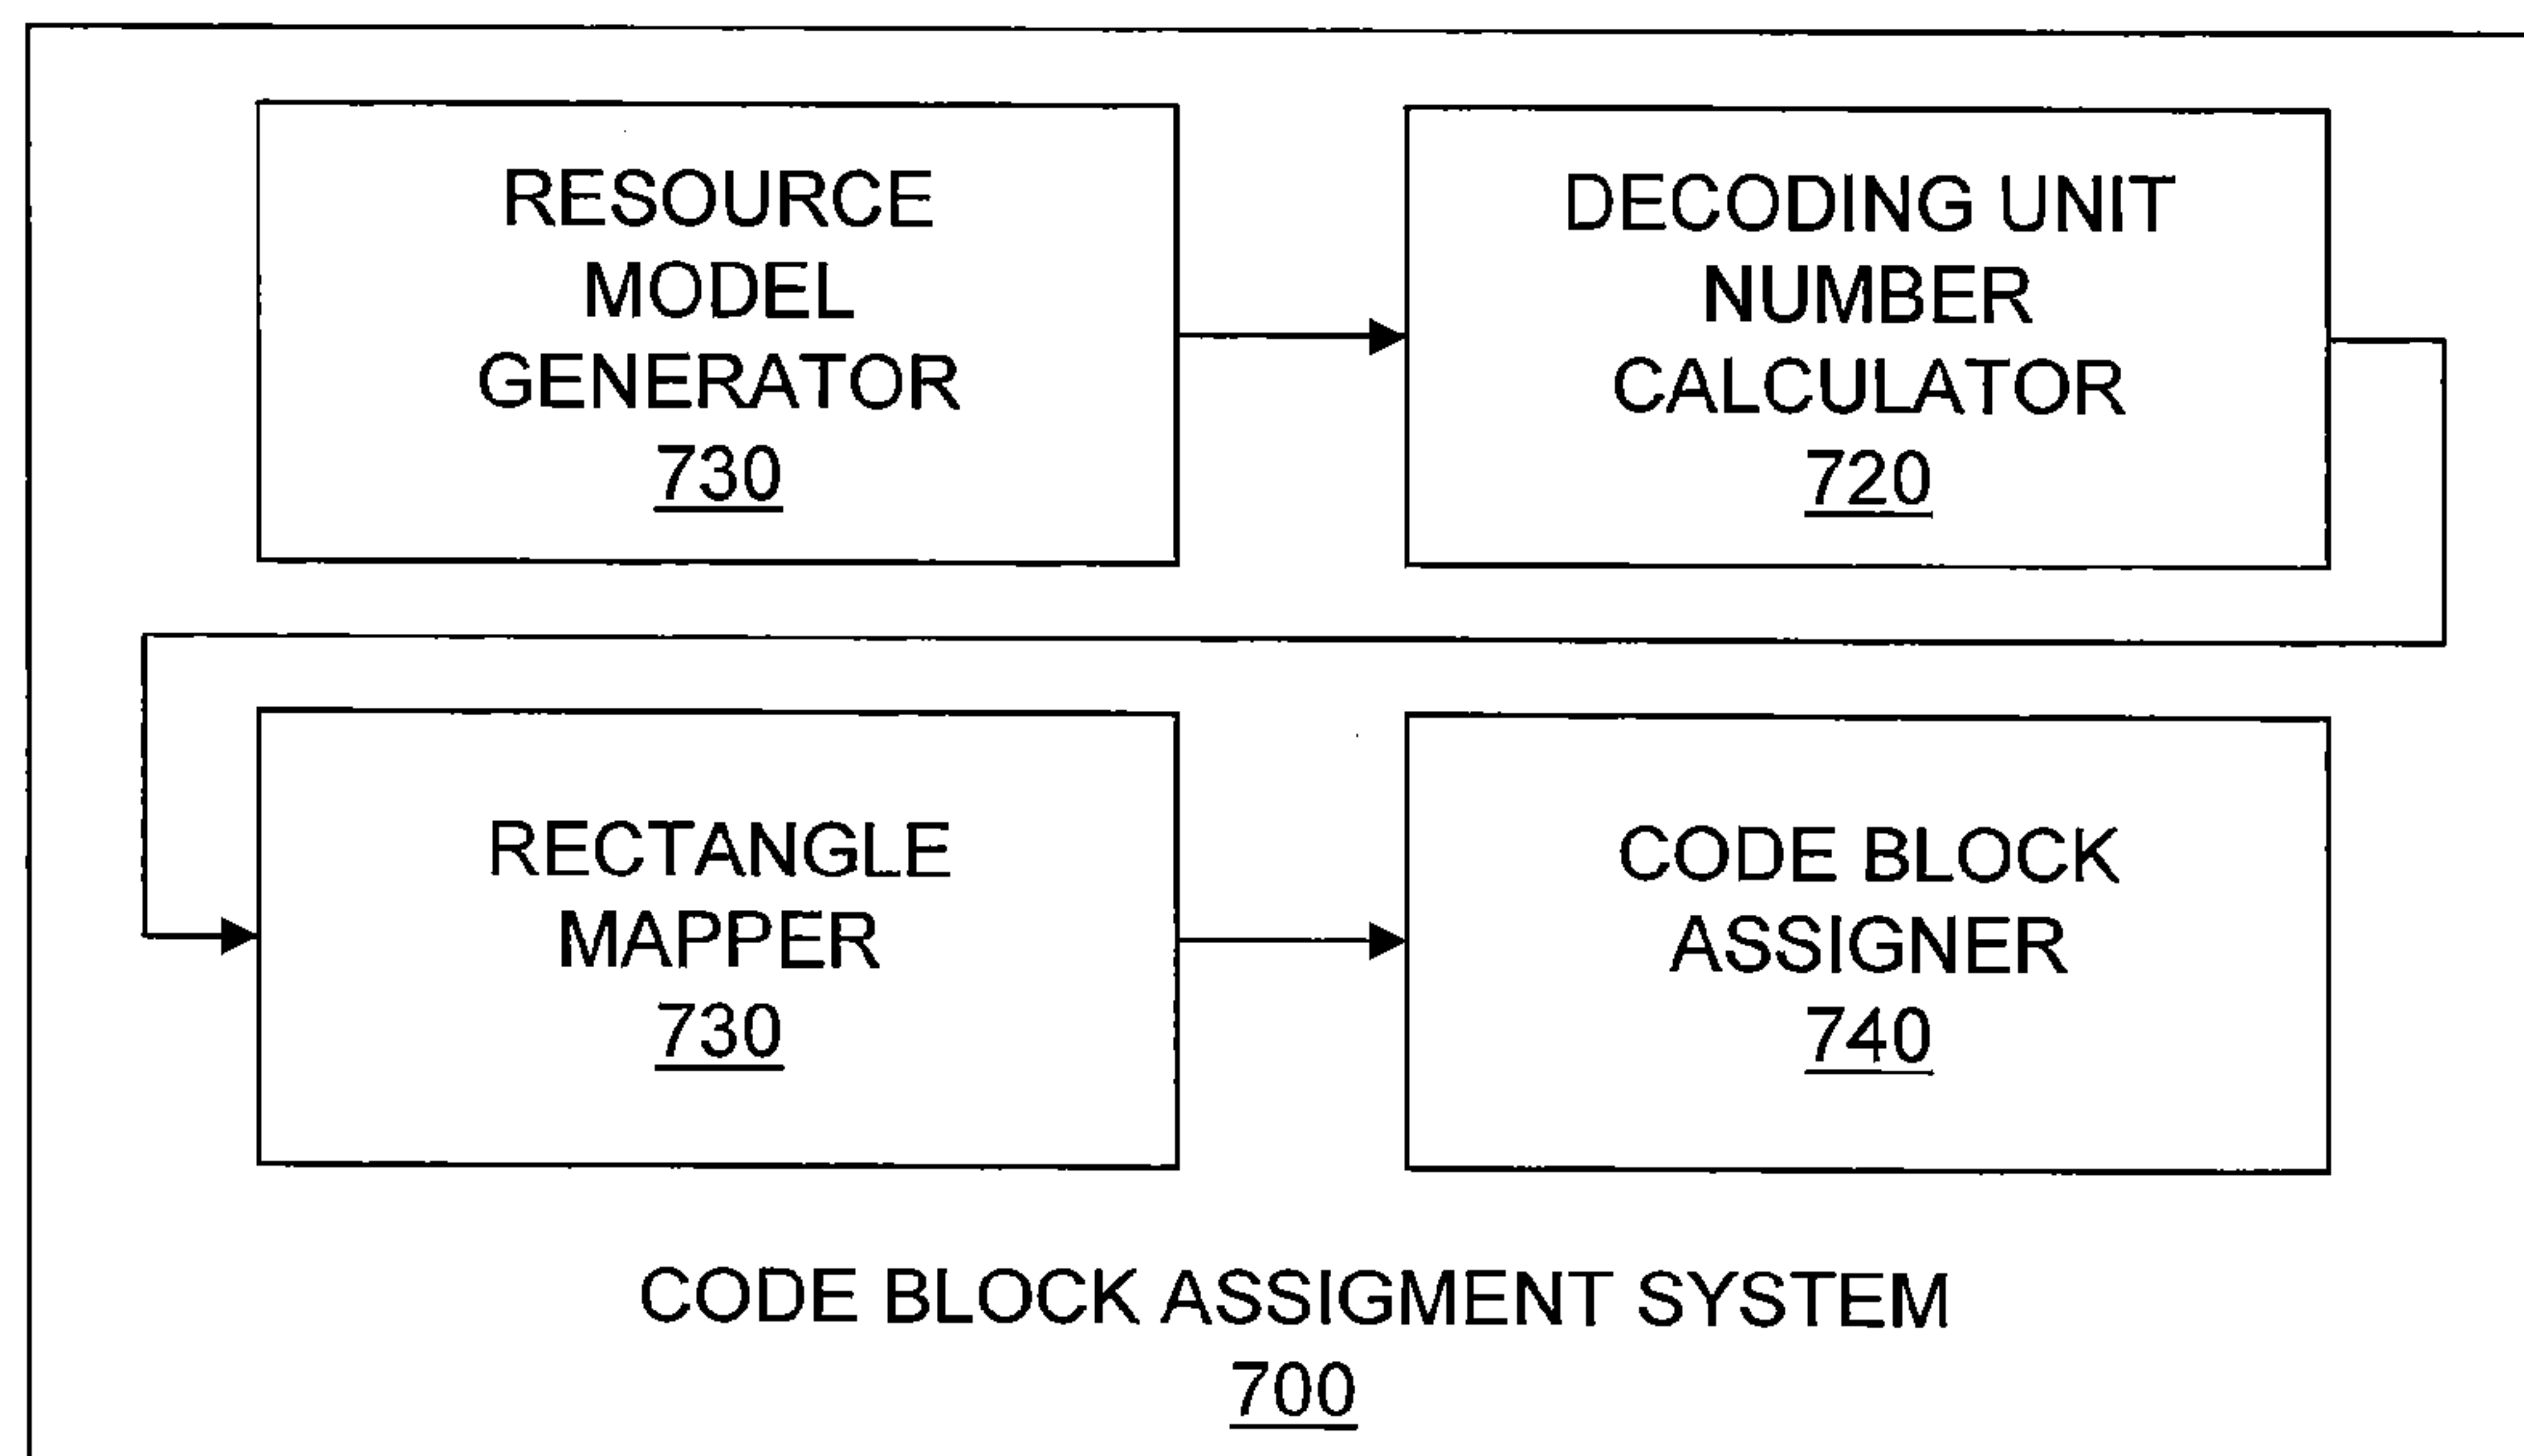 RESOURCE
MODEL
GENERATOR
730
DECODING UNIT
NUMBER
CALCULATOR
720
RECTANGLE
MAPPER
730
CODE BLOCK
ASSIGNER
740
CODE BLOCK ASSIGMENT SYSTEM
700